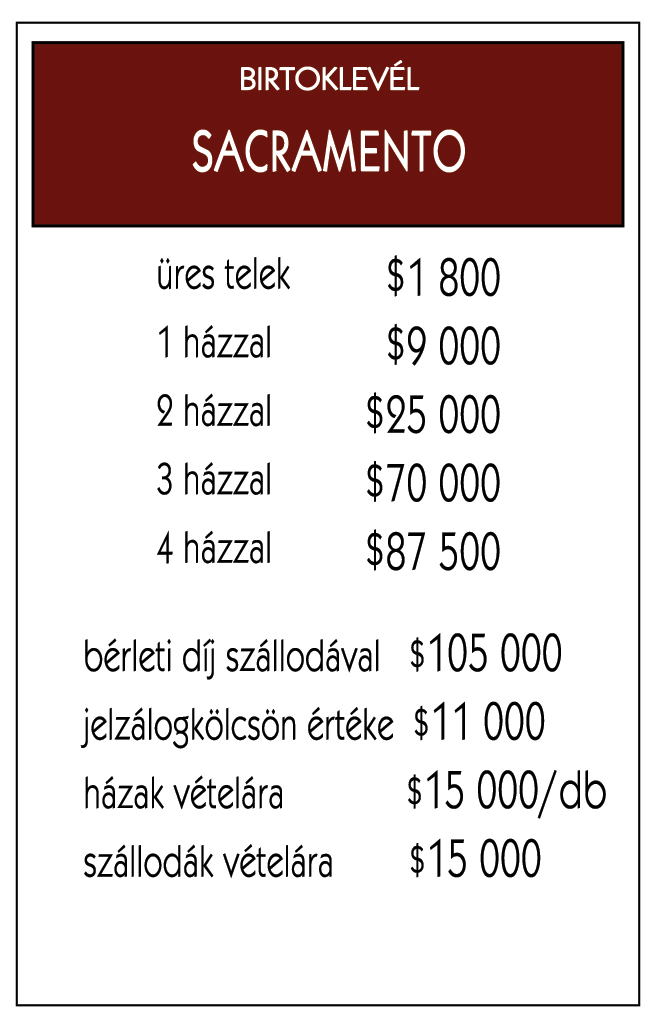 BIRTOKLEVÉL
SACRAMENTO
üres telek $1 800
1 házzal $9 000
2 házzal $25 000
3 házzal $70 000
4 házzal $87 500
bérleti díj szállodával $105 000
jelzálogkölcsön értéke $11 000
házak vételára $15 000/db
szállodák vételára $15 000